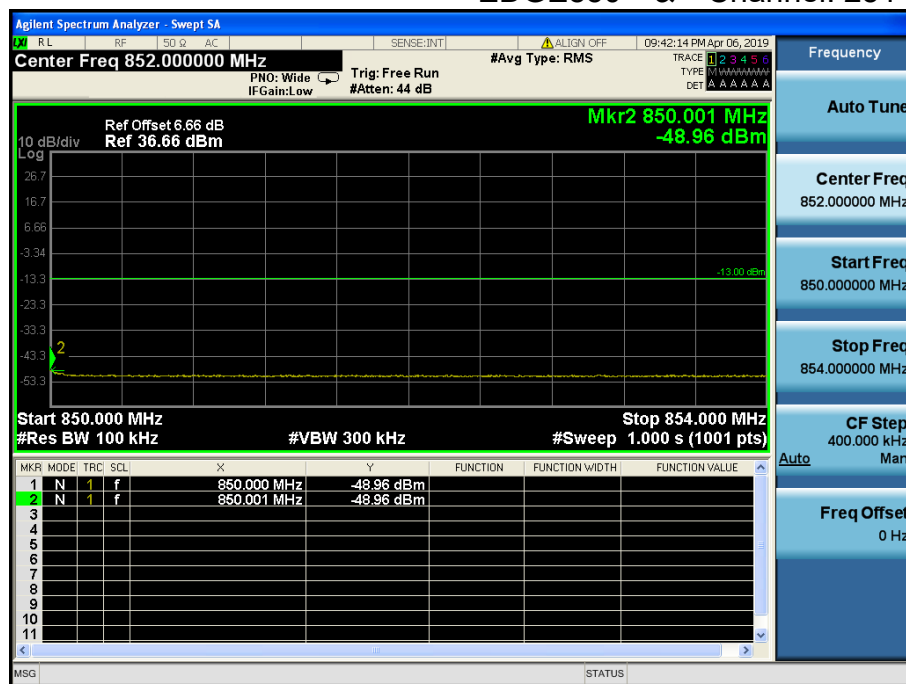 Agilent Spectrum Analyzer - Swept SA
LXI RL RF 50 Ω AC SENSE:INT ALIGN OFF 09:42:14 PM Apr 06, 2019
Center Freq 852.000000 MHz
PNO: Wide
IFGain:Low
Trig: Free Run
#Atten: 44 dB
#Avg Type: RMS
TRACE 1 2 3 4 5 6
TYPE M WWWWW
DET A A A A A A
Mkr2 850.001 MHz
-48.96 dBm
Ref Offset 6.66 dB
10 dB/div Ref 36.66 dBm
Log
26.7
16.7
6.66
-3.34
-13.3
-23.3
-33.3
-43.3
-53.3
-13.00 dBm
2
Start 850.000 MHz Stop 854.000 MHz
#Res BW 100 kHz #VBW 300 kHz #Sweep 1.000 s (1001 pts)
MKR MODE TRC SCL X Y FUNCTION FUNCTION WIDTH FUNCTION VALUE
1 N 1 f 850.000 MHz -48.96 dBm
2 N 1 f 850.001 MHz -48.96 dBm
3
4
5
6
7
8
9
10
11
MSG STATUS
Frequency
Auto Tune
Center Freq
852.000000 MHz
Start Freq
850.000000 MHz
Stop Freq
854.000000 MHz
CF Step
400.000 kHz
Auto Man
Freq Offset
0 Hz